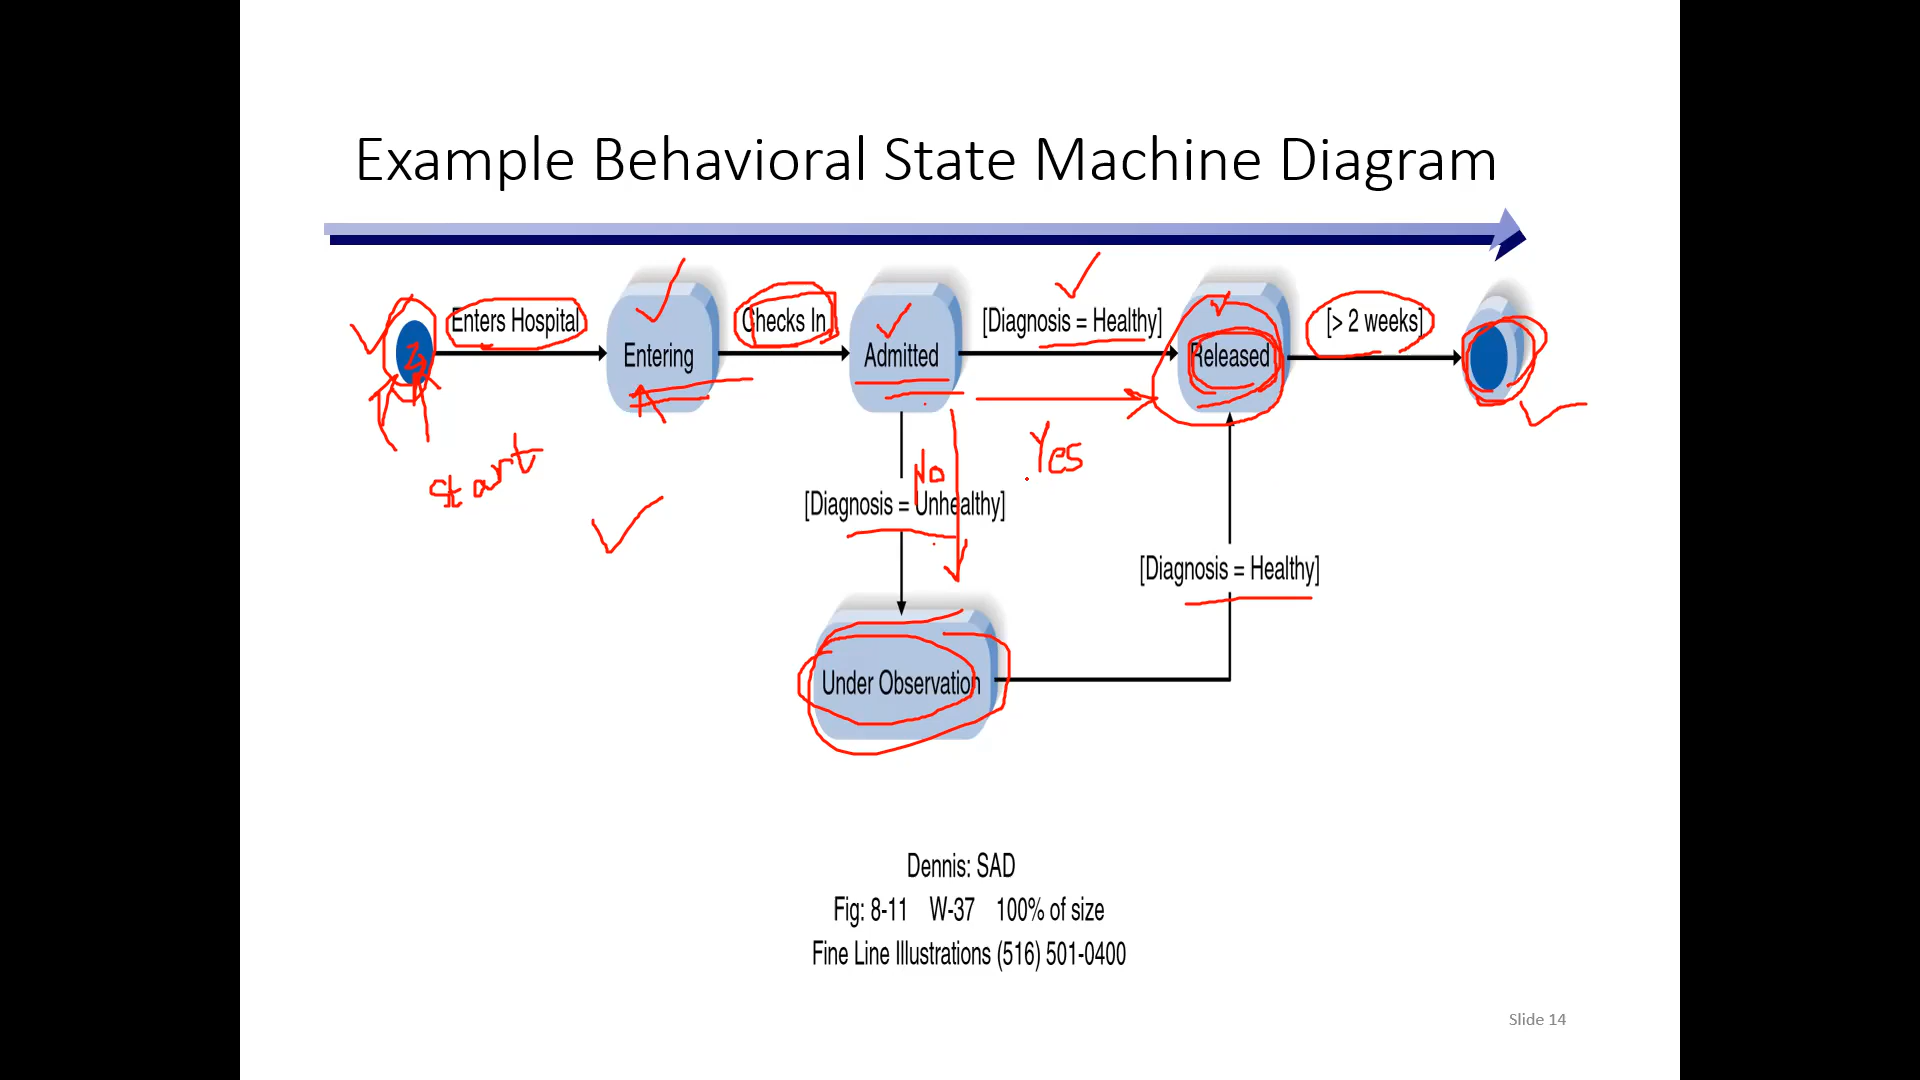 Example Behavioral State Machine Diagram
Enters Hospital
Checks In
[Diagnosis = Healthy]
[> 2 weeks]
Entering
Admitted
Released
Start
No
Yes
[Diagnosis = Unhealthy]
[Diagnosis = Healthy]
Under Observation
Dennis: SAD
Fig: 8-11 W-37 100% of size
Fine Line Illustrations (516) 501-0400
Slide 14